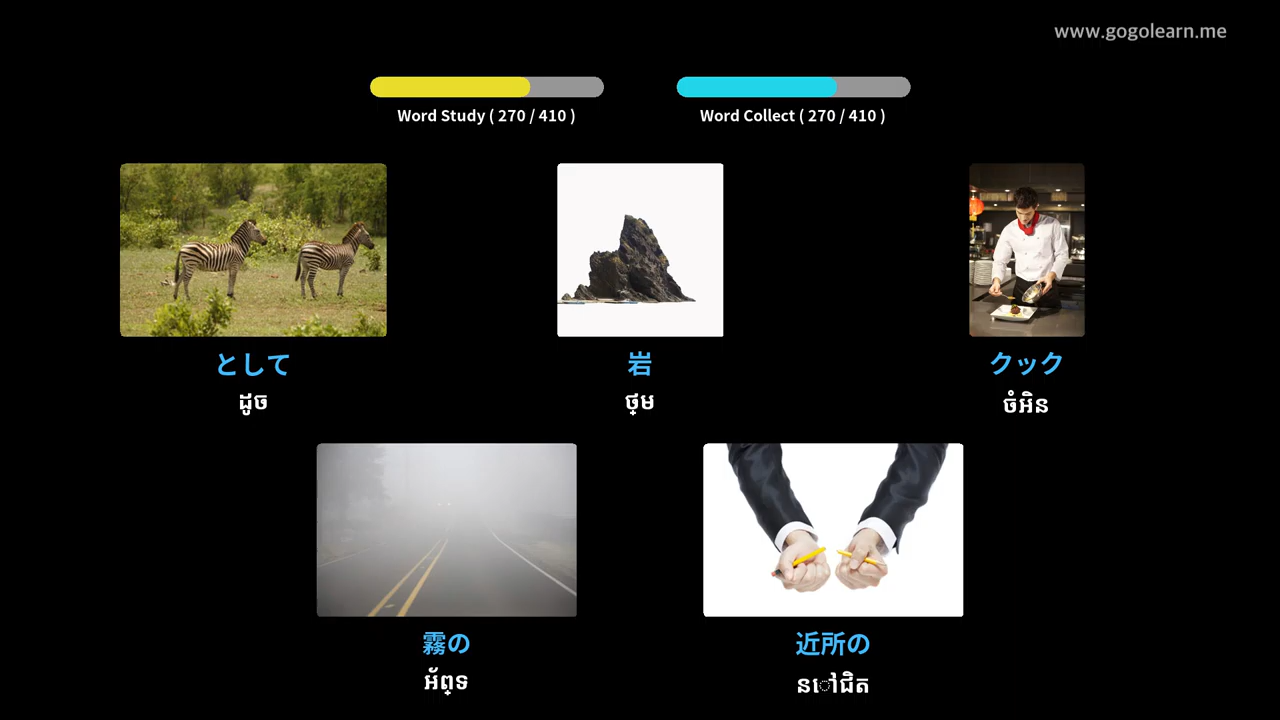 www.gogolearn.me
Word Study ( 270 / 410 )
Word Collect ( 270 / 410 )
として
岩
クック
ដូច
ថ្ម
ចំអិន
霧の
近所の
អ័ព្ទ
នៅជិត